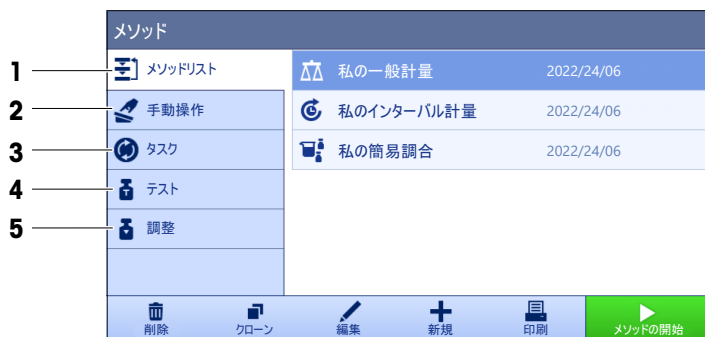 メソッド
1 メソッドリスト
2 手動操作
3 タスク
4 テスト
5 調整
私の一般計量 2022/24/06
私のインターバル計量 2022/24/06
私の簡易調合 2022/24/06
削除 クローン 編集 新規 印刷 メソッドの開始